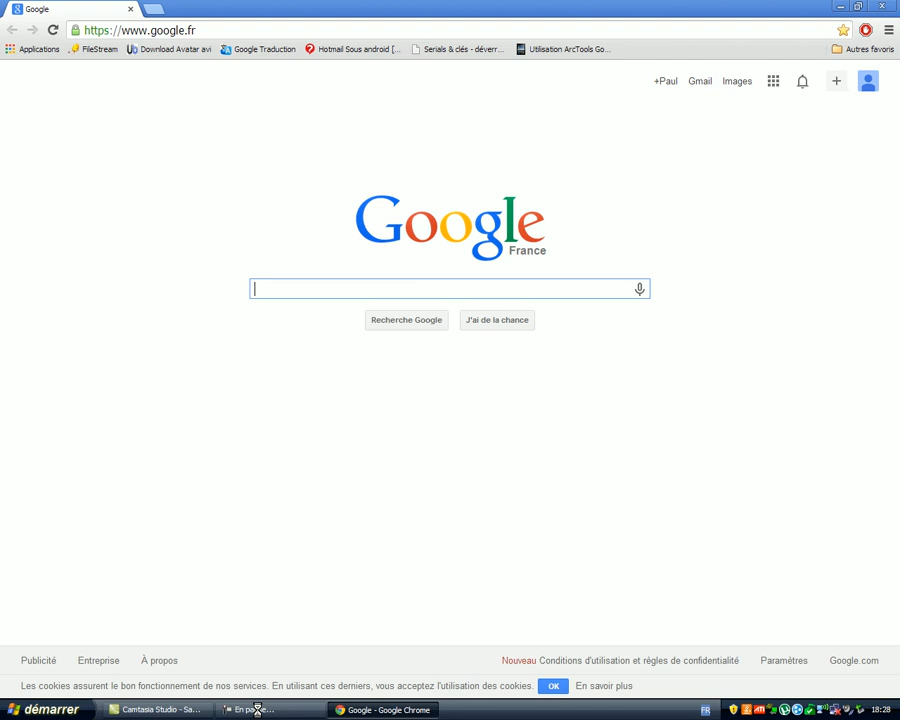 Google
https://www.google.fr
Applications FileStream Download Avatar avi Google Traduction Hotmail Sous android [... Serials & clés - déverr... Utilisation ArcTools Go... Autres favoris
+Paul Gmail Images
Google
France
Recherche Google J'ai de la chance
Publicité Entreprise À propos Nouveau Conditions d'utilisation et règles de confidentialité Paramètres Google.com
Les cookies assurent le bon fonctionnement de nos services. En utilisant ces derniers, vous acceptez l'utilisation des cookies. OK En savoir plus
démarrer Camtasia Studio - Sa... Google - Google Chrome FR 18:28